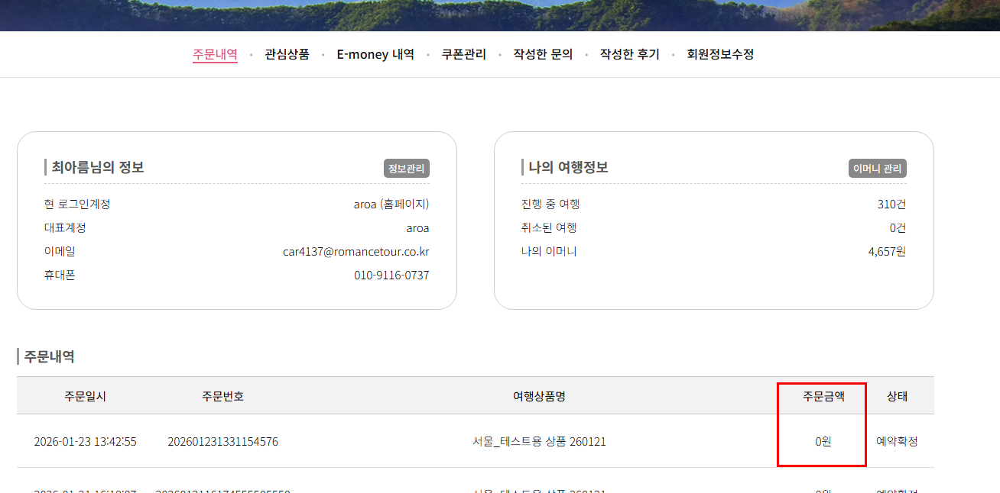 주문내역 · 관심상품 · E-money 내역 · 쿠폰관리 · 작성한 문의 · 작성한 후기 · 회원정보수정
최아름님의 정보 정보관리
현 로그인계정 aroa (홈페이지)
대표계정 aroa
이메일 car4137@romancetour.co.kr
휴대폰 010-9116-0737
나의 여행정보 이머니 관리
진행 중 여행 310건
취소된 여행 0건
나의 이머니 4,657원
주문내역
주문일시 주문번호 여행상품명 주문금액 상태
2026-01-23 13:42:55 202601231331154576 서울_테스트용 상품 260121 0원 예약확정